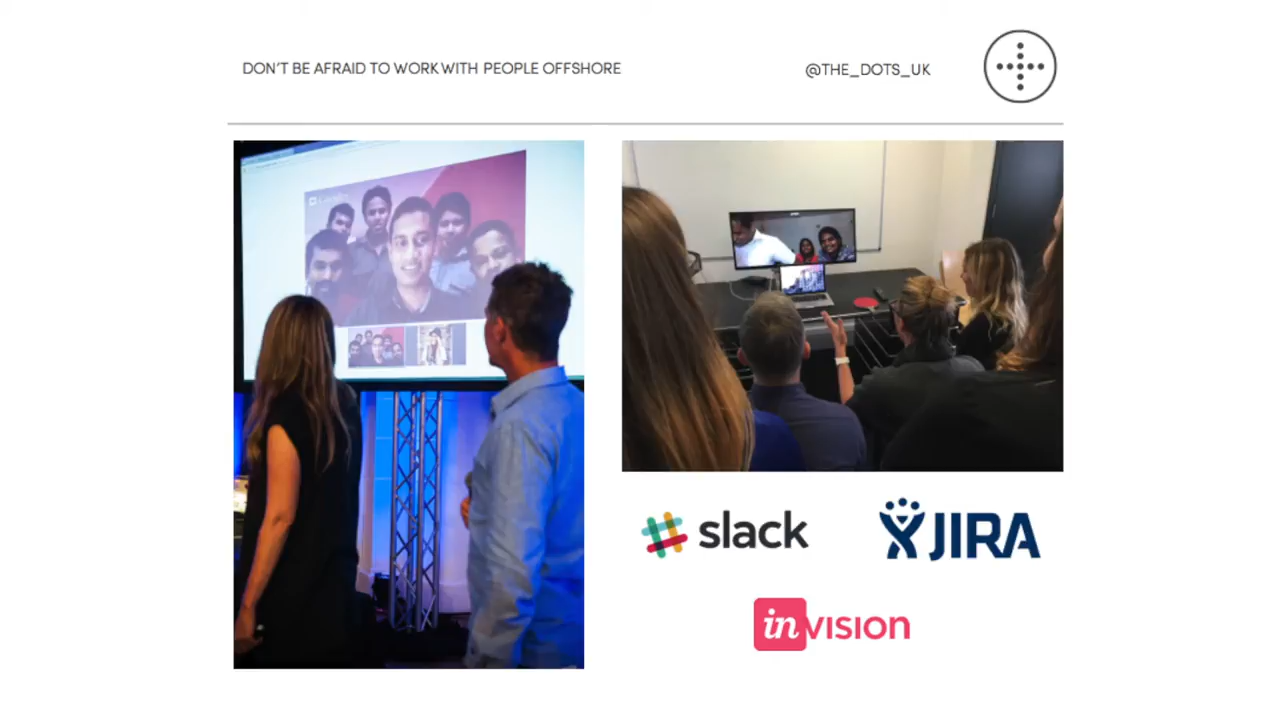 DON'T BE AFRAID TO WORK WITH PEOPLE OFFSHORE
@THE_DOTS_UK
slack
JIRA
invision